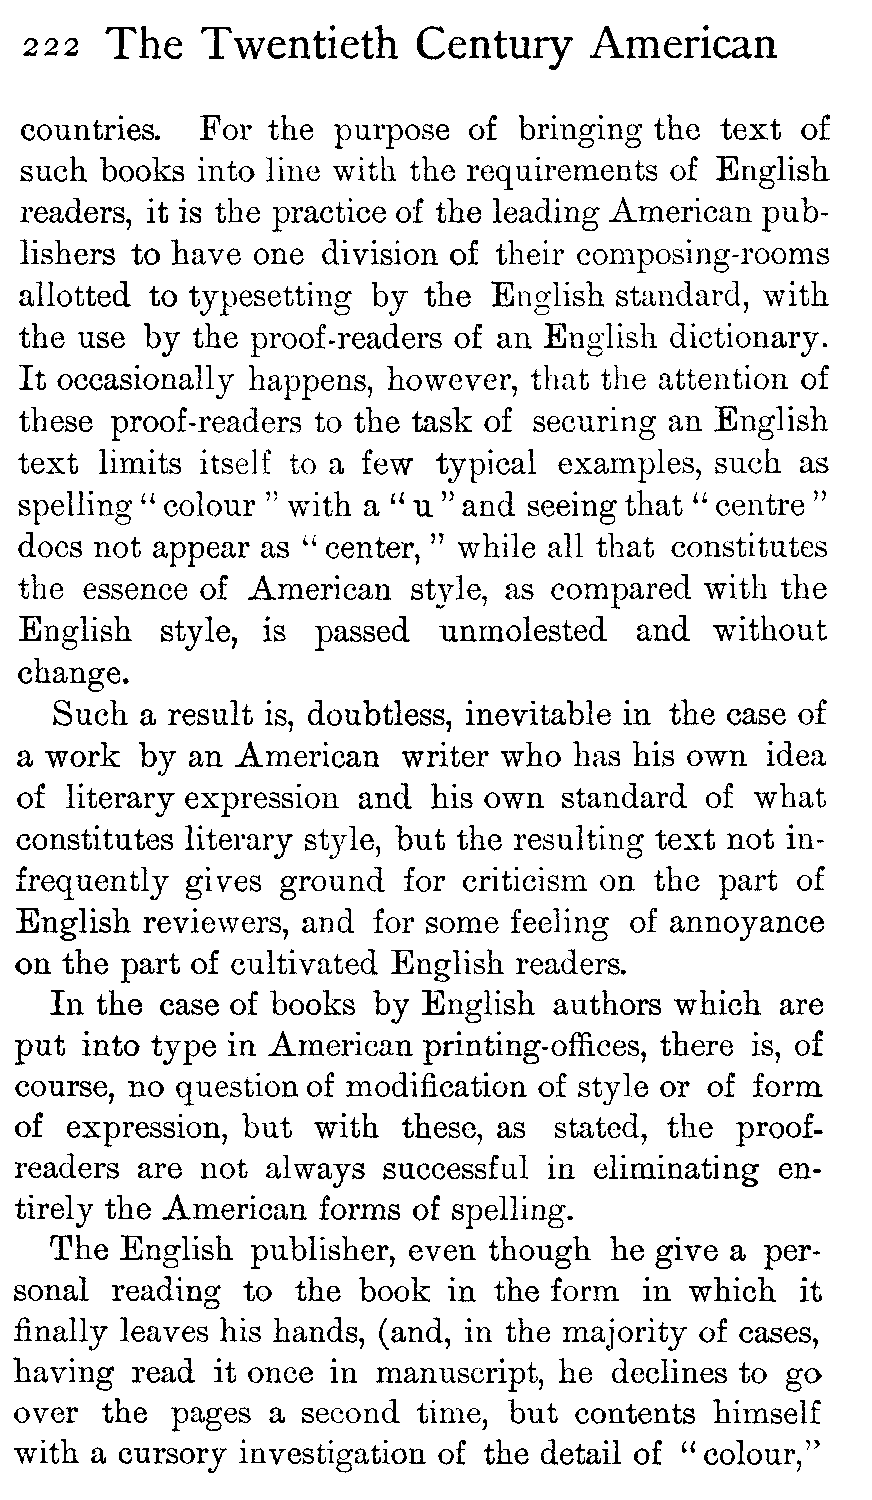 222 The Twentieth Century American
countries. For the purpose of bringing the text of
such books into line with the requirements of English
readers, it is the practice of the leading American pub-
lishers to have one division of their composing-rooms
allotted to typesetting by the English standard, with
the use by the proof-readers of an English dictionary.
It occasionally happens, however, that the attention of
these proof-readers to the task of securing an English
text limits itself to a few typical examples, such as
spelling “ colour ” with a “ u ” and seeing that “ centre ”
does not appear as “ center, ” while all that constitutes
the essence of American style, as compared with the
English style, is passed unmolested and without
change.
Such a result is, doubtless, inevitable in the case of
a work by an American writer who has his own idea
of literary expression and his own standard of what
constitutes literary style, but the resulting text not in-
frequently gives ground for criticism on the part of
English reviewers, and for some feeling of annoyance
on the part of cultivated English readers.
In the case of books by English authors which are
put into type in American printing-offices, there is, of
course, no question of modification of style or of form
of expression, but with these, as stated, the proof-
readers are not always successful in eliminating en-
tirely the American forms of spelling.
The English publisher, even though he give a per-
sonal reading to the book in the form in which it
finally leaves his hands, (and, in the majority of cases,
having read it once in manuscript, he declines to go
over the pages a second time, but contents himself
with a cursory investigation of the detail of “ colour,”